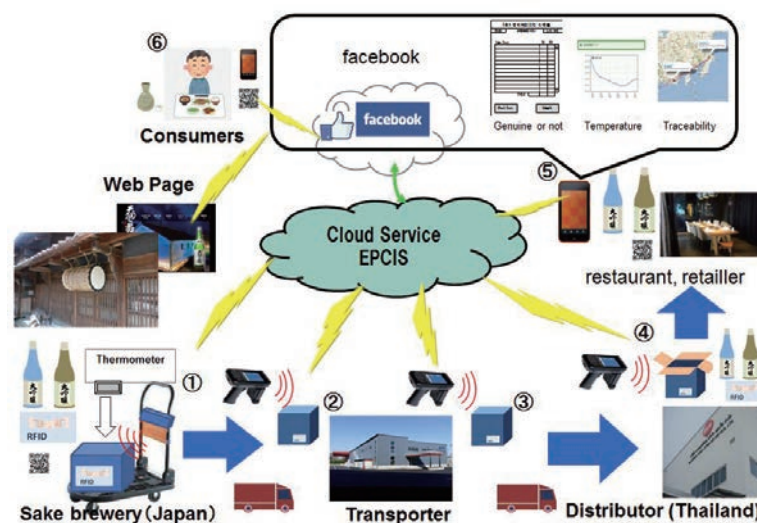 ⑥
facebook
facebook
Genuine or not
Temperature
Traceability
Consumers
Web Page
⑤
Cloud Service
EPCIS
restaurant, retailler
④
Thermometer
①
②
③
RFID
RFID
RFID
Sake brewery（Japan）
Transporter
Distributor (Thailand)